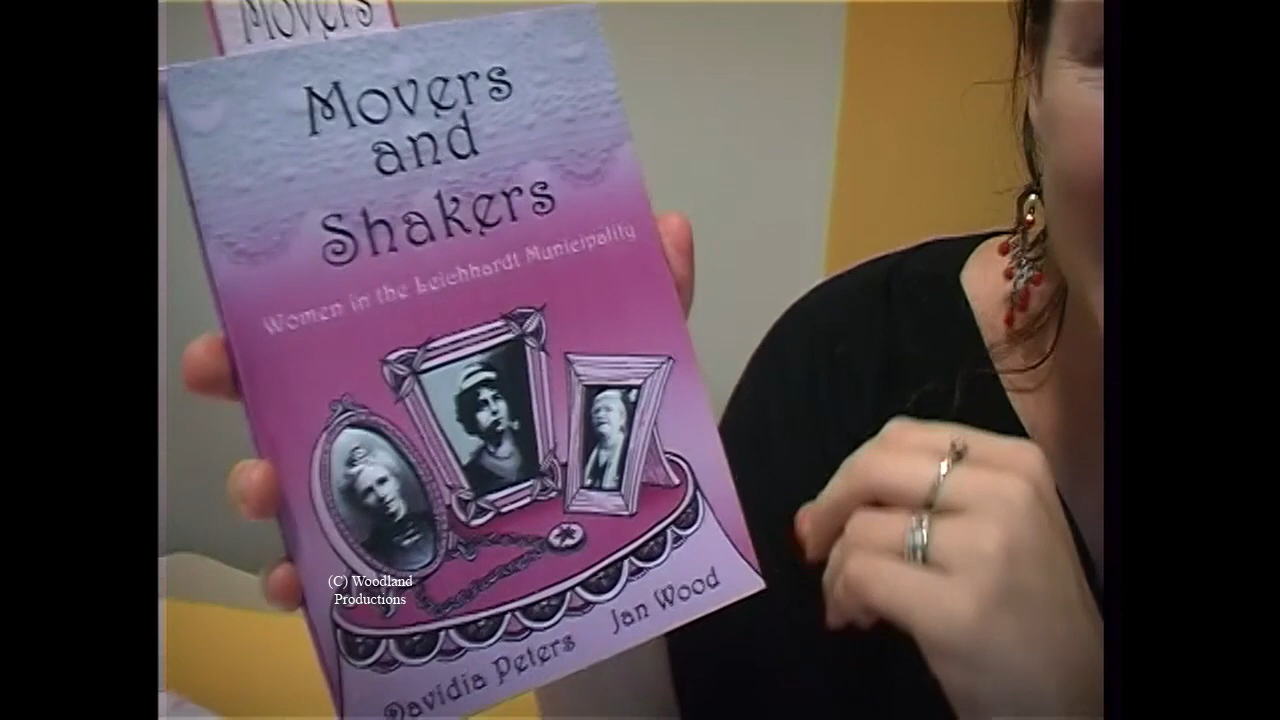 Movers
Movers
and
Shakers
Women in the Leichhardt Municipality
(C) Woodland
Productions
Davidia Peters Jan Wood